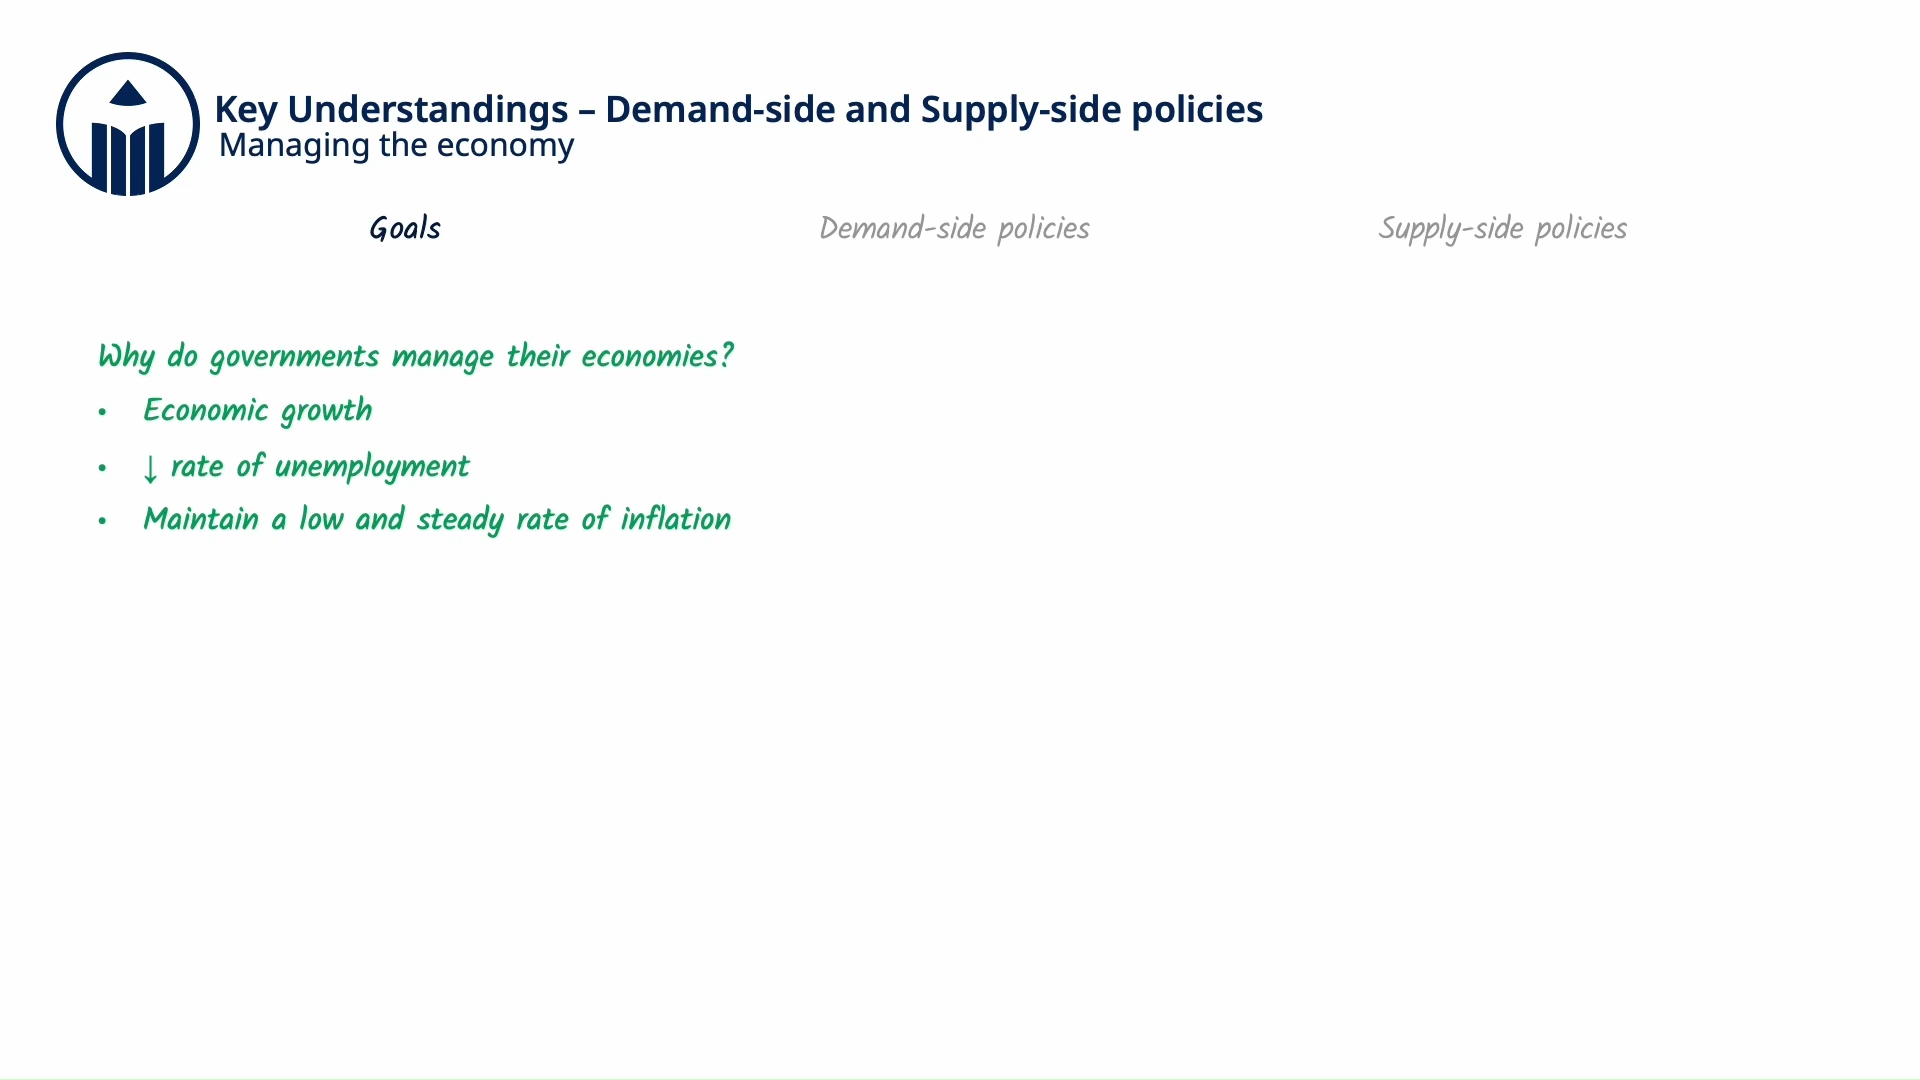 Key Understandings – Demand-side and Supply-side policies
Managing the economy
Goals
Demand-side policies
Supply-side policies
Why do governments manage their economies?
• Economic growth
• ↓ rate of unemployment
• Maintain a low and steady rate of inflation